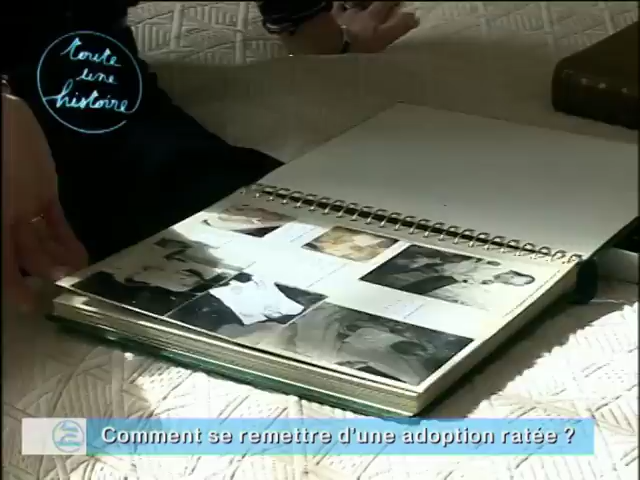 toute
une
histoire
Comment se remettre d'une adoption ratée ?